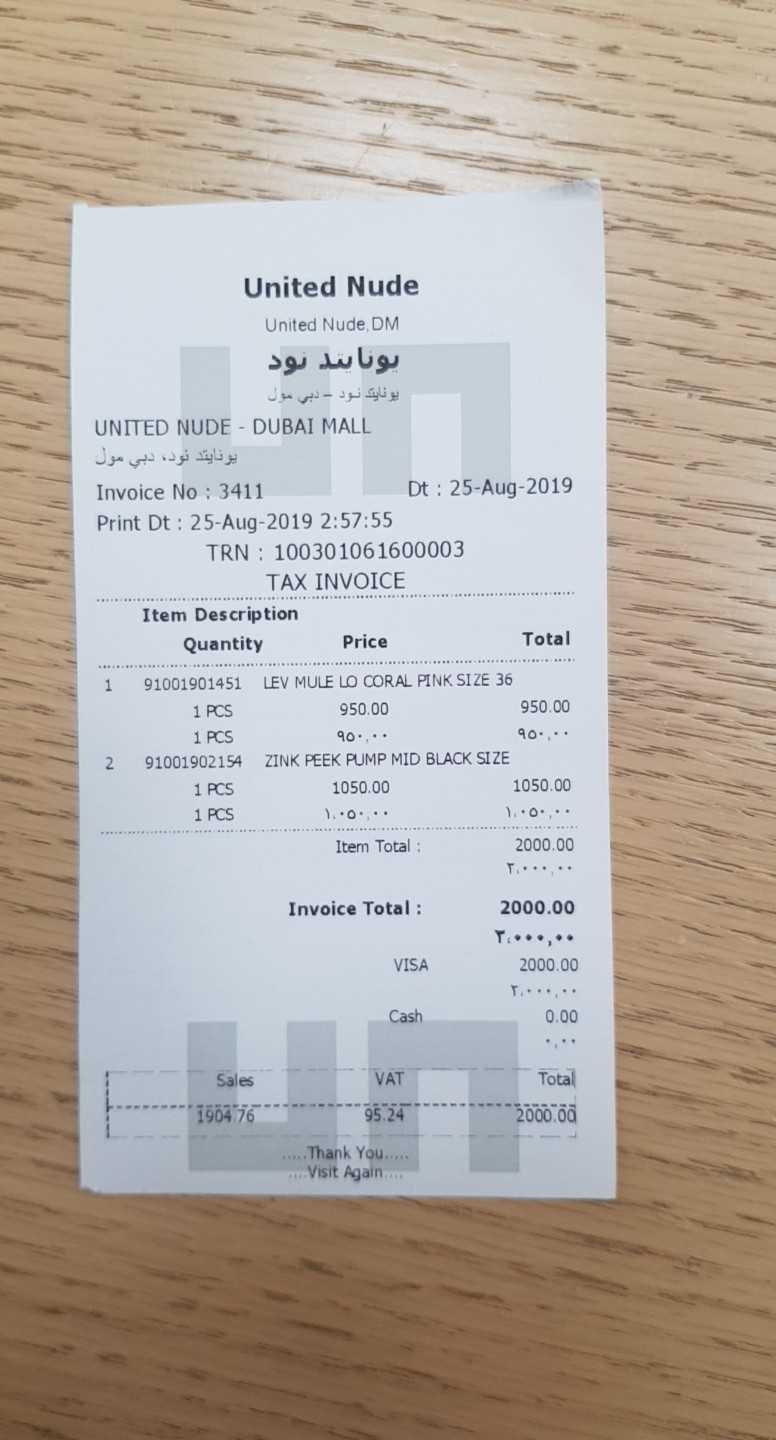 United Nude
United Nude,DM
يونايتد نود
يونايتد نود – دبي مول
UNITED NUDE - DUBAI MALL
يونايتد نود، دبي مول
Invoice No : 3411 Dt : 25-Aug-2019
Print Dt : 25-Aug-2019 2:57:55
TRN : 100301061600003
TAX INVOICE
Item Description
Quantity Price Total
1 91001901451 LEV MULE LO CORAL PINK SIZE 36
1 PCS 950.00 950.00
1 PCS ٩٥٠,٠٠ ٩٥٠,٠٠
2 91001902154 ZINK PEEK PUMP MID BLACK SIZE
1 PCS 1050.00 1050.00
1 PCS ١,٠٥٠,٠٠ ١,٠٥٠,٠٠
Item Total : 2000.00
٢,٠٠٠,٠٠
Invoice Total : 2000.00
٢,٠٠٠,٠٠
VISA 2000.00
٢,٠٠٠,٠٠
Cash 0.00
٠,٠٠
Sales VAT Total
1904.76 95.24 2000.00
.....Thank You.....
....Visit Again....